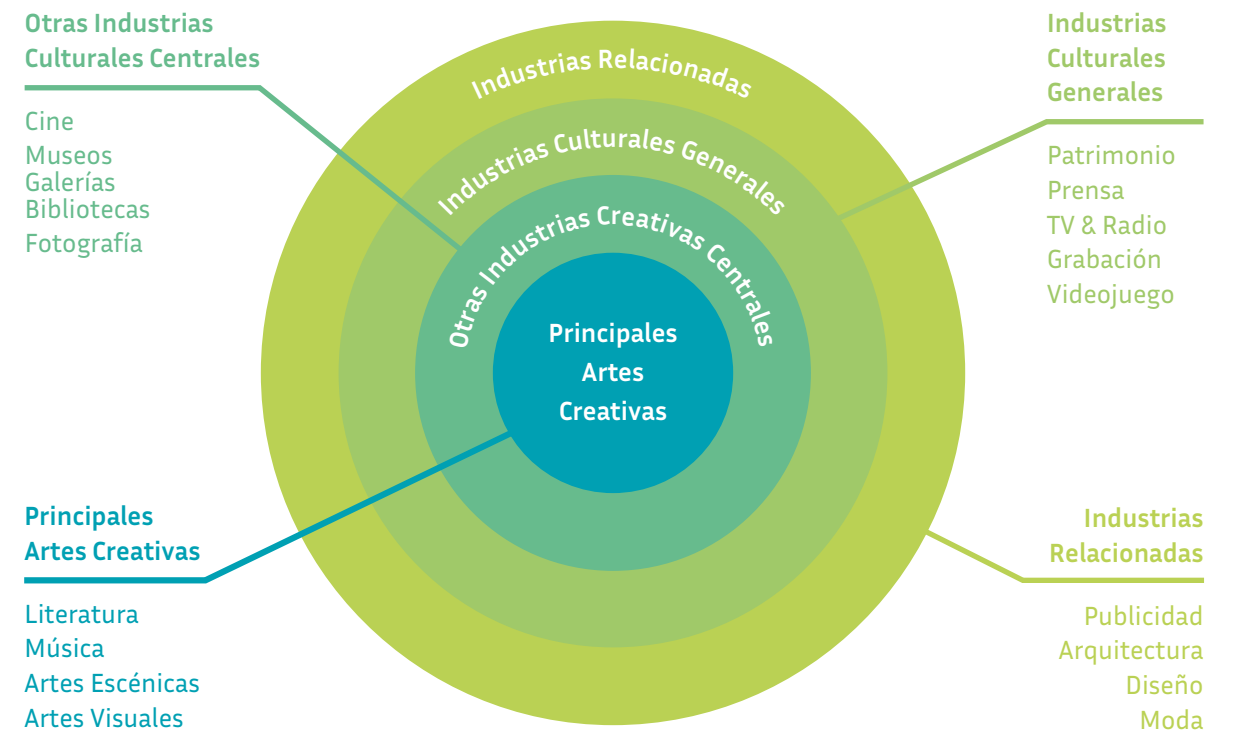 Otras Industrias
Culturales Centrales
Cine
Museos
Galerías
Bibliotecas
Fotografía
Industrias Relacionadas
Industrias Culturales Generales
Otras Industrias Creativas Centrales
Principales
Artes
Creativas
Industrias
Culturales
Generales
Patrimonio
Prensa
TV & Radio
Grabación
Videojuego
Principales
Artes Creativas
Literatura
Música
Artes Escénicas
Artes Visuales
Industrias
Relacionadas
Publicidad
Arquitectura
Diseño
Moda